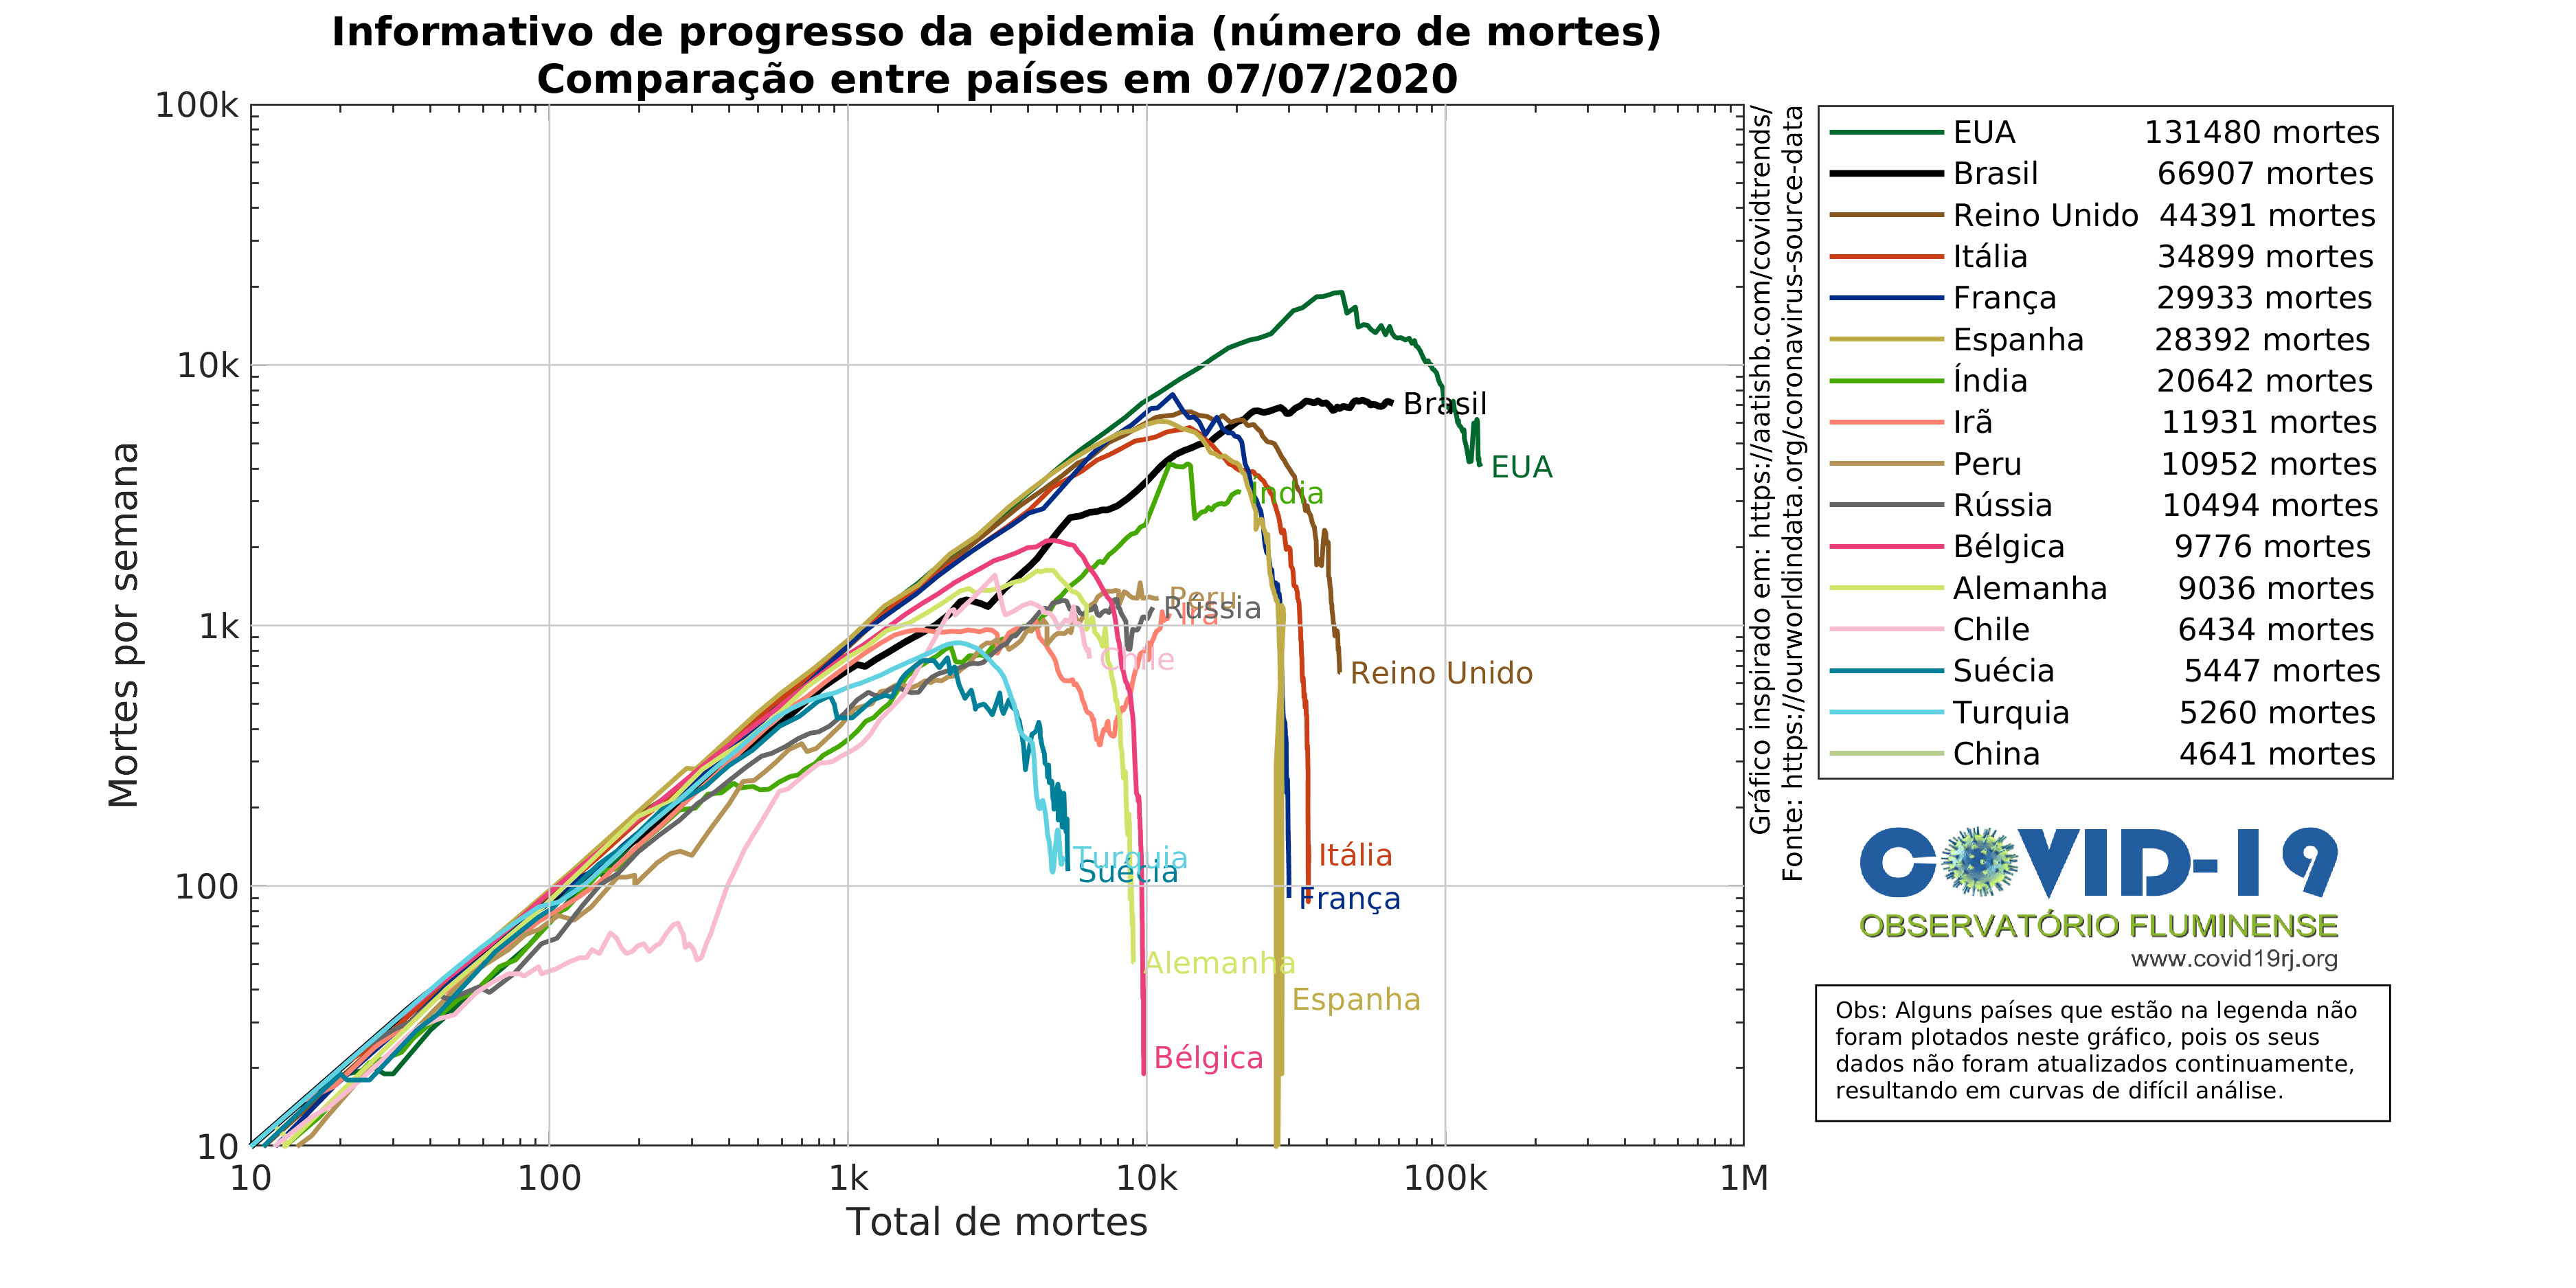 Informativo de progresso da epidemia (número de mortes)
Comparação entre países em 07/07/2020
100k
10k
1k
100
10
Mortes por semana
10
100
1k
10k
100k
1M
Total de mortes
Brasil
EUA
Índia
Peru
Rússia
Irã
Chile
Reino Unido
Turquia
Suécia
Itália
França
Alemanha
Espanha
Bélgica
Gráfico inspirado em: https://aatishb.com/covidtrends/
Fonte: https://ourworldindata.org/coronavirus-source-data
EUA 131480 mortes
Brasil 66907 mortes
Reino Unido 44391 mortes
Itália 34899 mortes
França 29933 mortes
Espanha 28392 mortes
Índia 20642 mortes
Irã 11931 mortes
Peru 10952 mortes
Rússia 10494 mortes
Bélgica 9776 mortes
Alemanha 9036 mortes
Chile 6434 mortes
Suécia 5447 mortes
Turquia 5260 mortes
China 4641 mortes
COVID-19
OBSERVATÓRIO FLUMINENSE
www.covid19rj.org
Obs: Alguns países que estão na legenda não
foram plotados neste gráfico, pois os seus
dados não foram atualizados continuamente,
resultando em curvas de difícil análise.